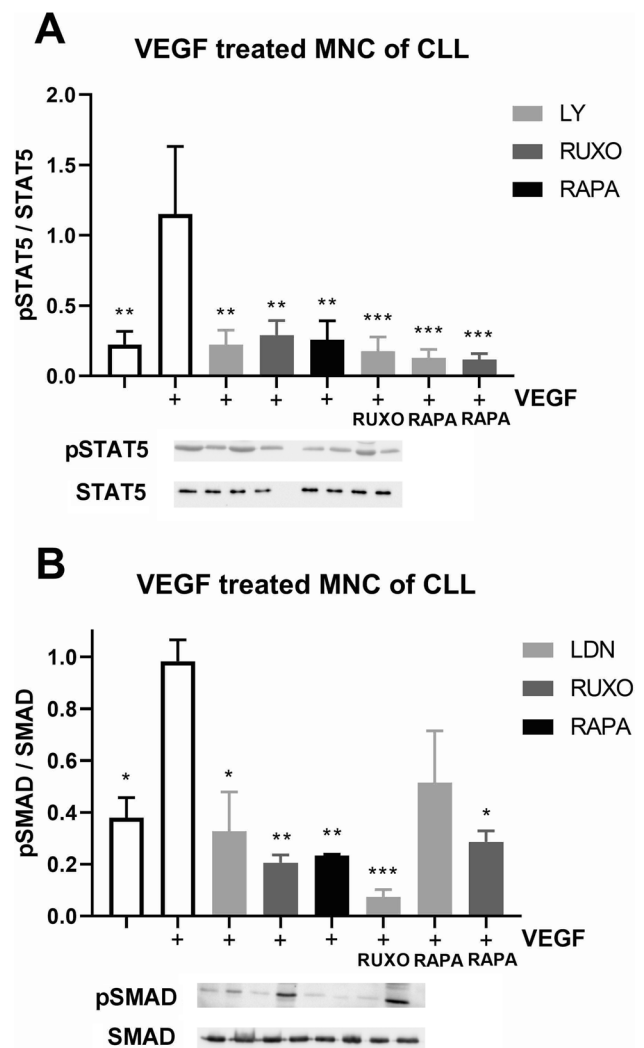 A
VEGF treated MNC of CLL
pSTAT5 / STAT5
2.0
1.5
1.0
0.5
0.0
LY
RUXO
RAPA
** ** ** ** *** *** ***
+ + + + + + + VEGF
RUXO RAPA RAPA
pSTAT5
STAT5
B
VEGF treated MNC of CLL
pSMAD / SMAD
1.0
0.8
0.6
0.4
0.2
0.0
LDN
RUXO
RAPA
* * ** ** *** *
+ + + + + + + VEGF
RUXO RAPA RAPA
pSMAD
SMAD